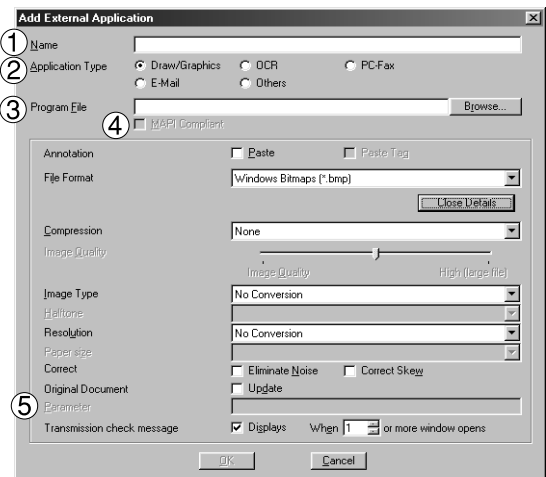 Add External Application
① Name
② Application Type Draw/Graphics OCR PC-Fax
E-Mail Others
③ Program File Browse...
④ MAPI Compliant
Annotation Paste Paste Tag
File Format Windows Bitmaps (*.bmp)
Close Details
Compression None
Image Quality
Image Quality High (large file)
Image Type No Conversion
Halftone
Resolution No Conversion
Paper size
Correct Eliminate Noise Correct Skew
Original Document Update
⑤ Parameter
Transmission check message Displays When 1 or more window opens
OK Cancel